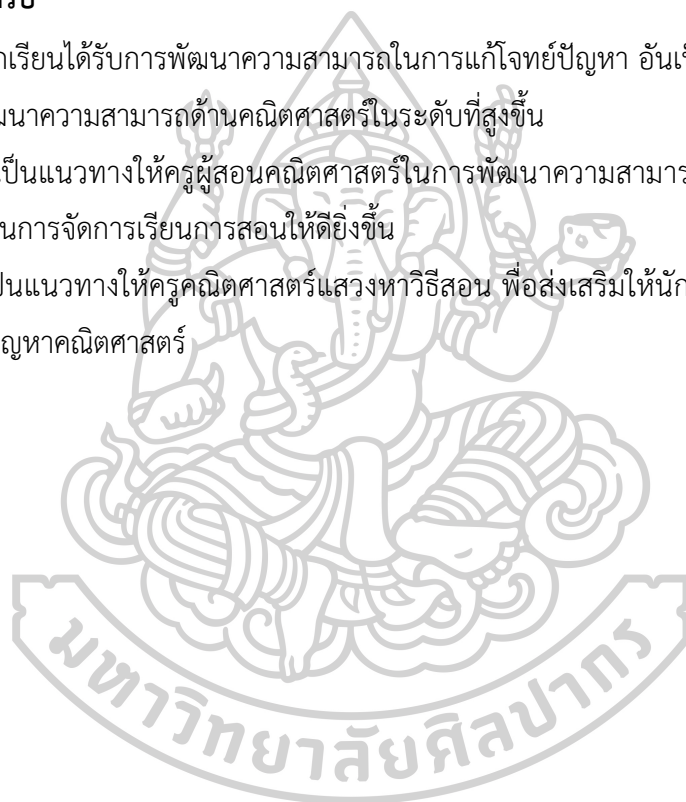 กเรียนได้รับการพัฒนาความสามารถในการแก้โจทย์ปัญหา อันเป็
มนาความสามารถด้านคณิตศาสตร์ในระดับที่สูงขึ้น
เป็นแนวทางให้ครูผู้สอนคณิตศาสตร์ในการพัฒนาความสามาร
นการจัดการเรียนการสอนให้ดียิ่งขึ้น
ป็นแนวทางให้ครูคณิตศาสตร์แสวงหาวิธีสอน พื่อส่งเสริมให้นัก
ญหาคณิตศาสตร์
มหาวิทยาลัยศิลปากร